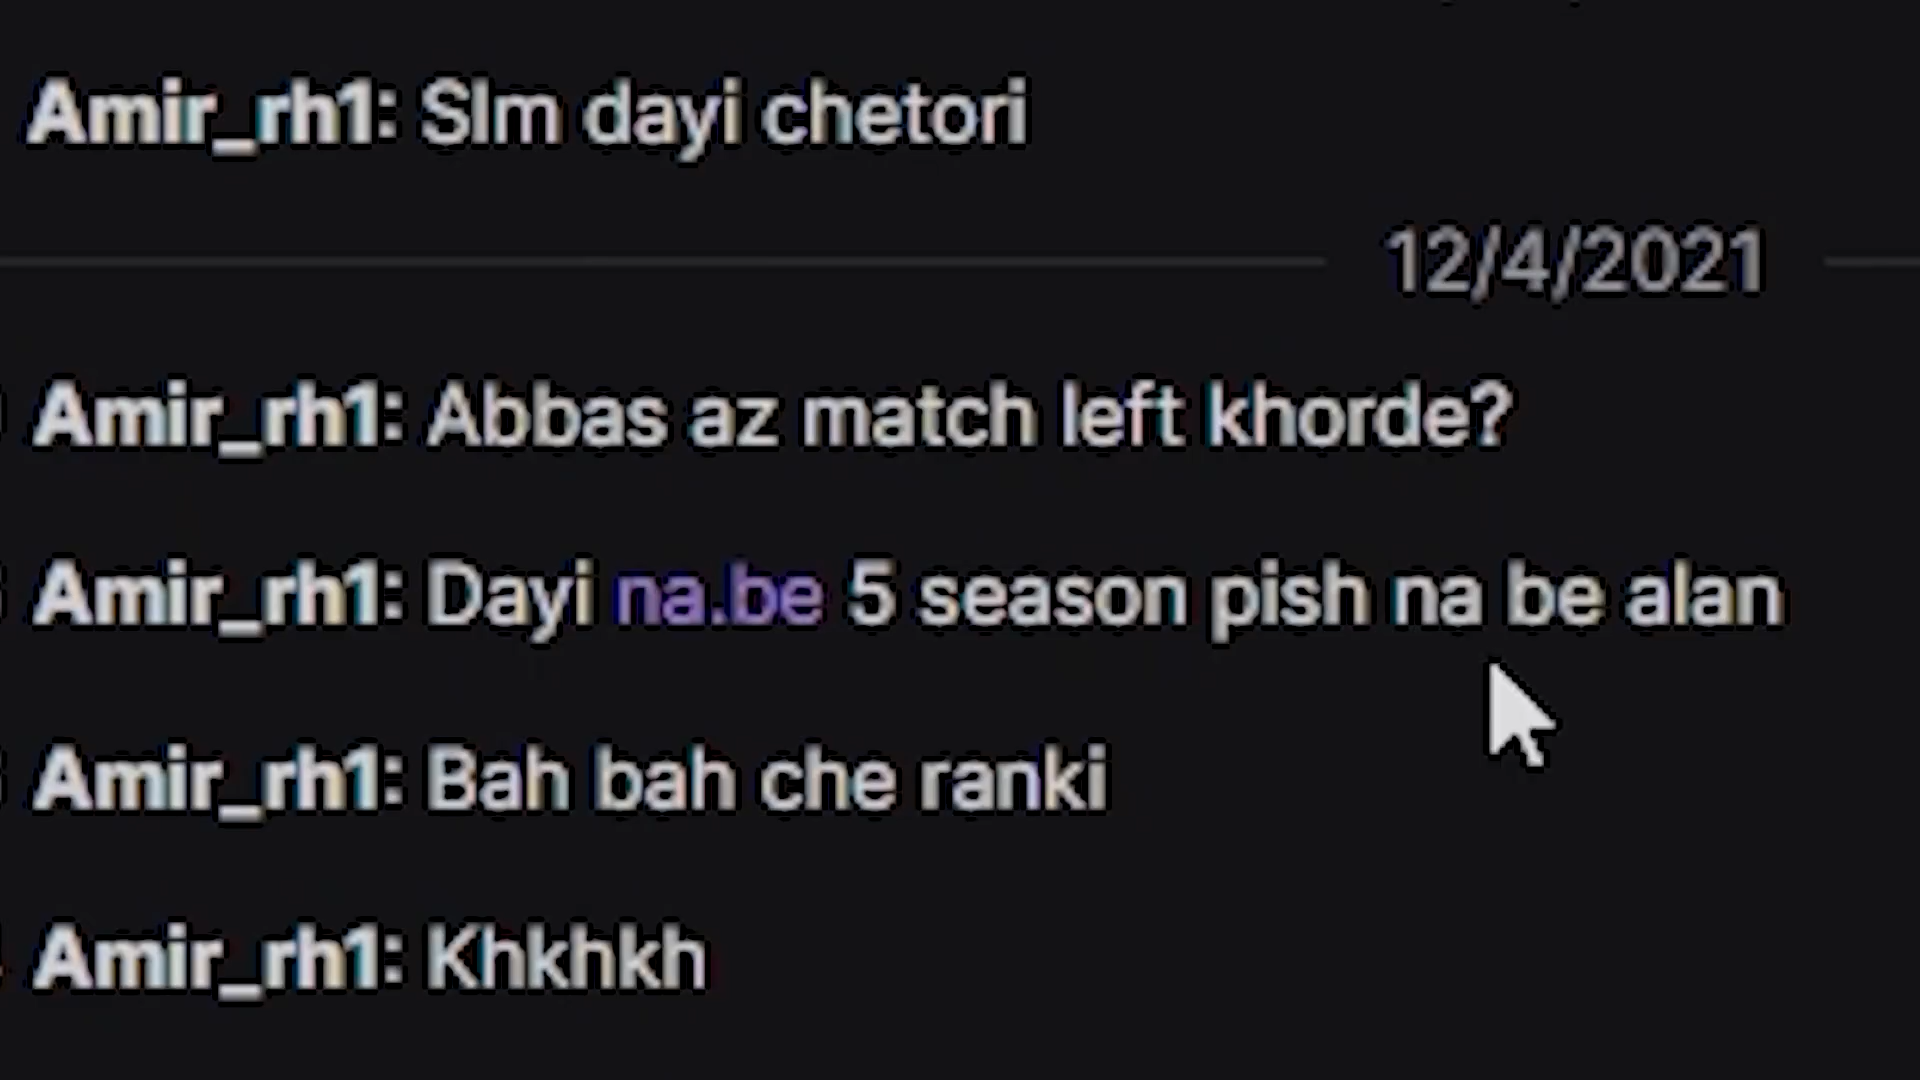 Amir_rh1: Slm dayi chetori
12/4/2021
Amir_rh1: Abbas az match left khorde?
Amir_rh1: Dayi na.be 5 season pish na be alan
Amir_rh1: Bah bah che ranki
Amir_rh1: Khkhkh